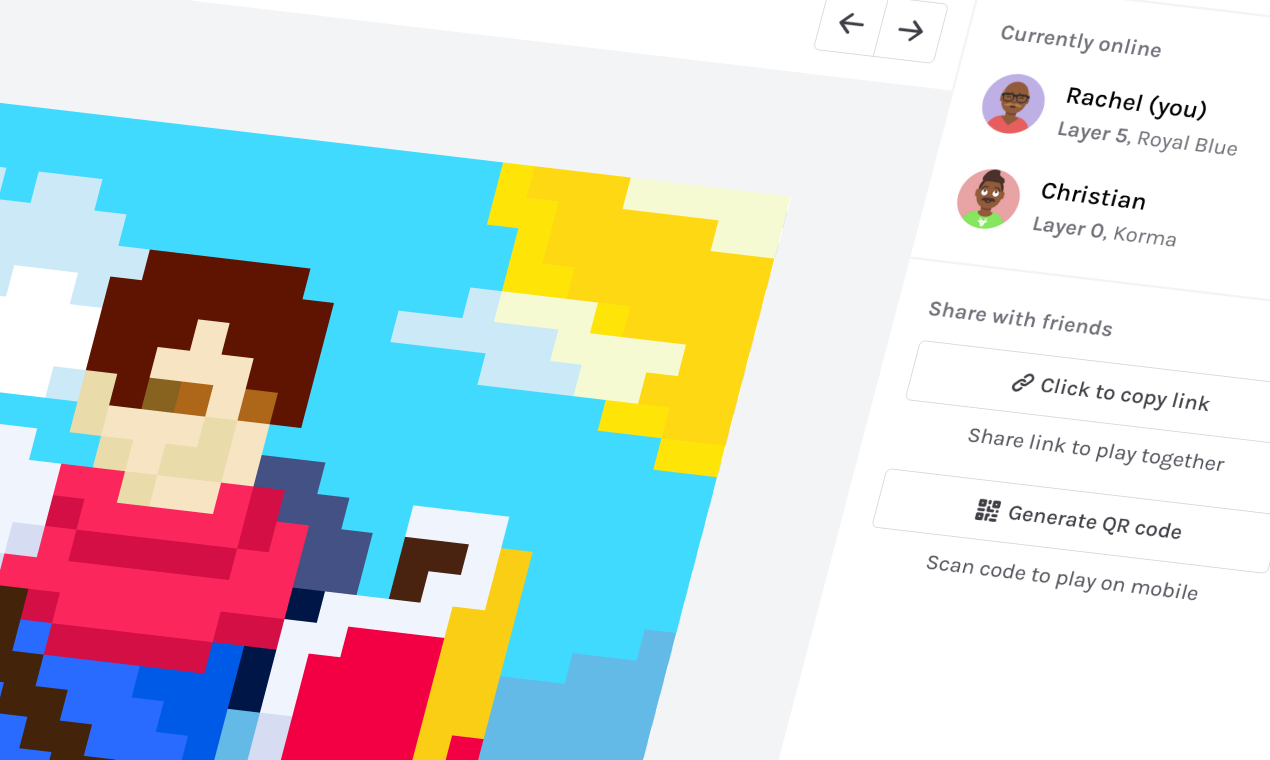 Currently online
Rachel (you)
Layer 5, Royal Blue
Christian
Layer 0, Korma
Share with friends
Click to copy link
Share link to play together
Generate QR code
Scan code to play on mobile